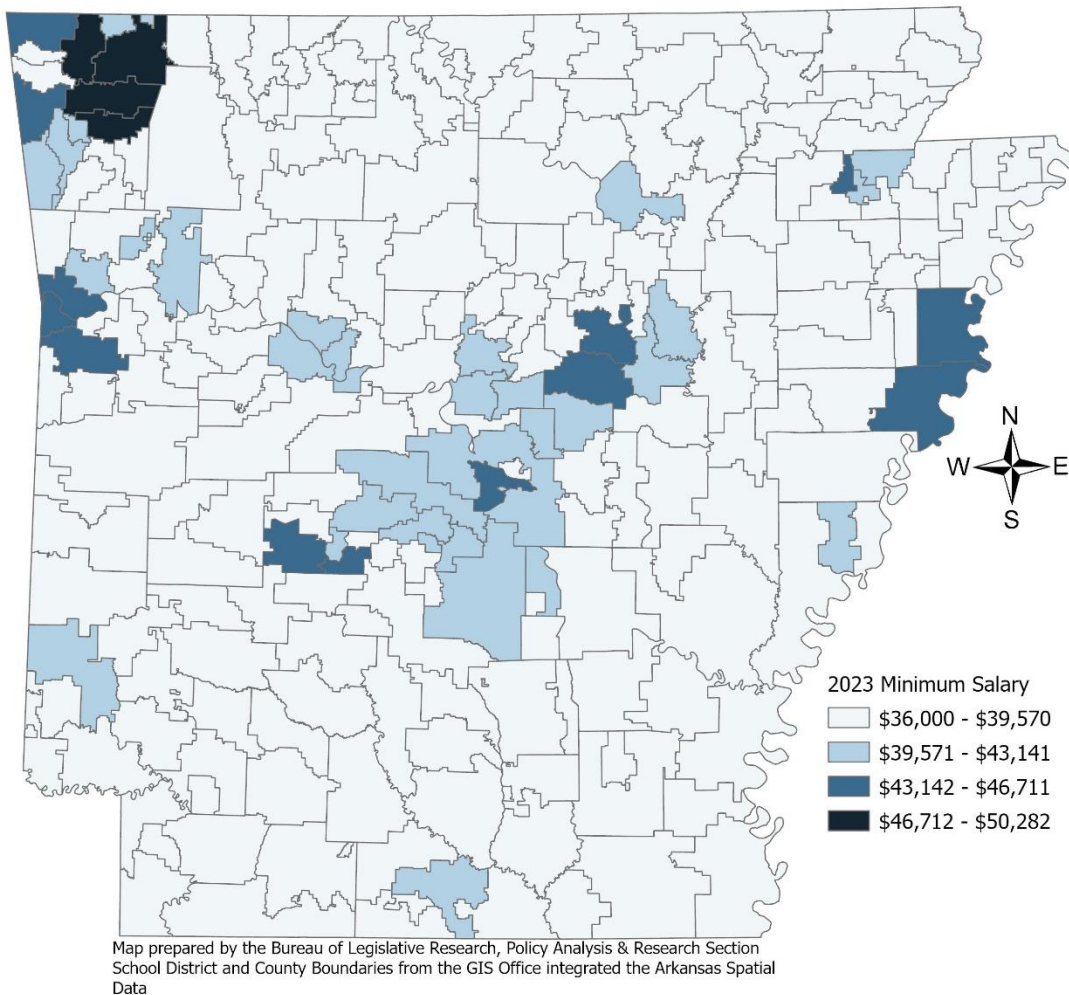 N
W E
S
2023 Minimum Salary
$36,000 - $39,570
$39,571 - $43,141
$43,142 - $46,711
$46,712 - $50,282
Map prepared by the Bureau of Legislative Research, Policy Analysis & Research Section
School District and County Boundaries from the GIS Office integrated the Arkansas Spatial
Data